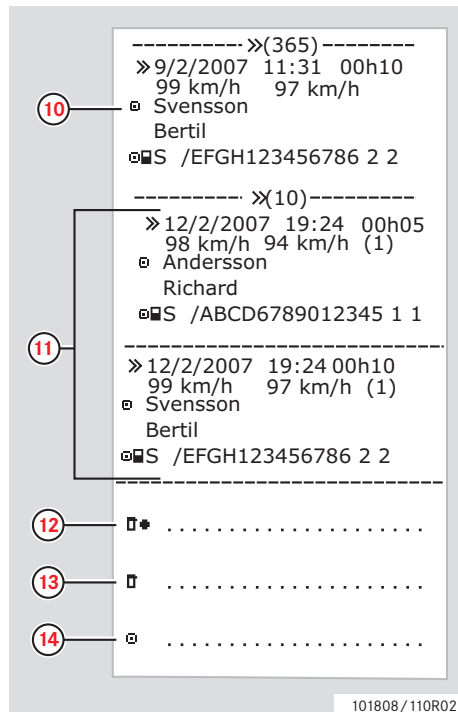 ---------- »(365)---------
» 9/2/2007 11:31 00h10
99 km/h 97 km/h
10
Svensson
Bertil
S /EFGH123456786 2 2
---------- »(10)----------
» 12/2/2007 19:24 00h05
98 km/h 94 km/h (1)
Andersson
Richard
S /ABCD6789012345 1 1
11
------------------------------
» 12/2/2007 19:24 00h10
99 km/h 97 km/h (1)
Svensson
Bertil
S /EFGH123456786 2 2
------------------------------
12 . . . . . . . . . . . . . . . . . . . . .
13 . . . . . . . . . . . . . . . . . . . . .
14 . . . . . . . . . . . . . . . . . . . . .
101808/110R02